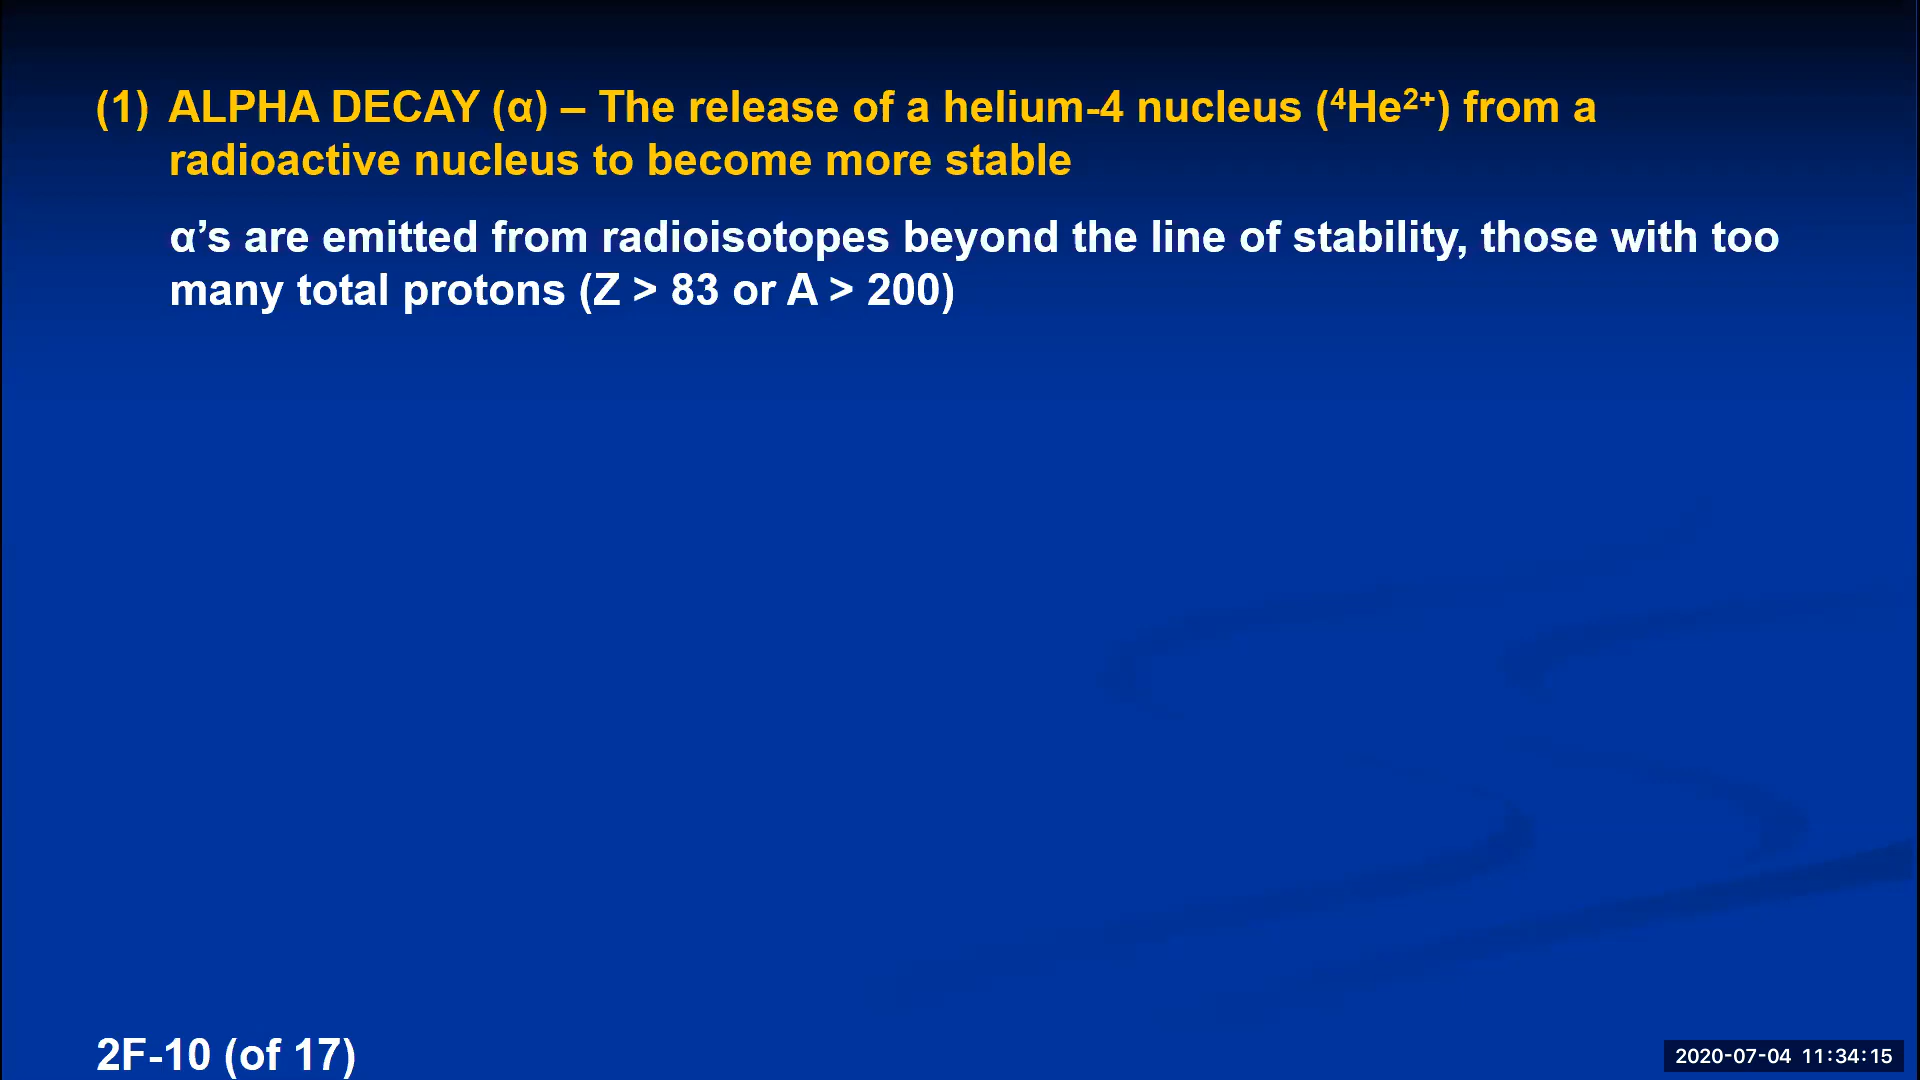 (1) ALPHA DECAY (α) – The release of a helium-4 nucleus (⁴He²⁺) from a
radioactive nucleus to become more stable
α’s are emitted from radioisotopes beyond the line of stability, those with too
many total protons (Z > 83 or A > 200)
2F-10 (of 17)
2020-07-04 11:34:15